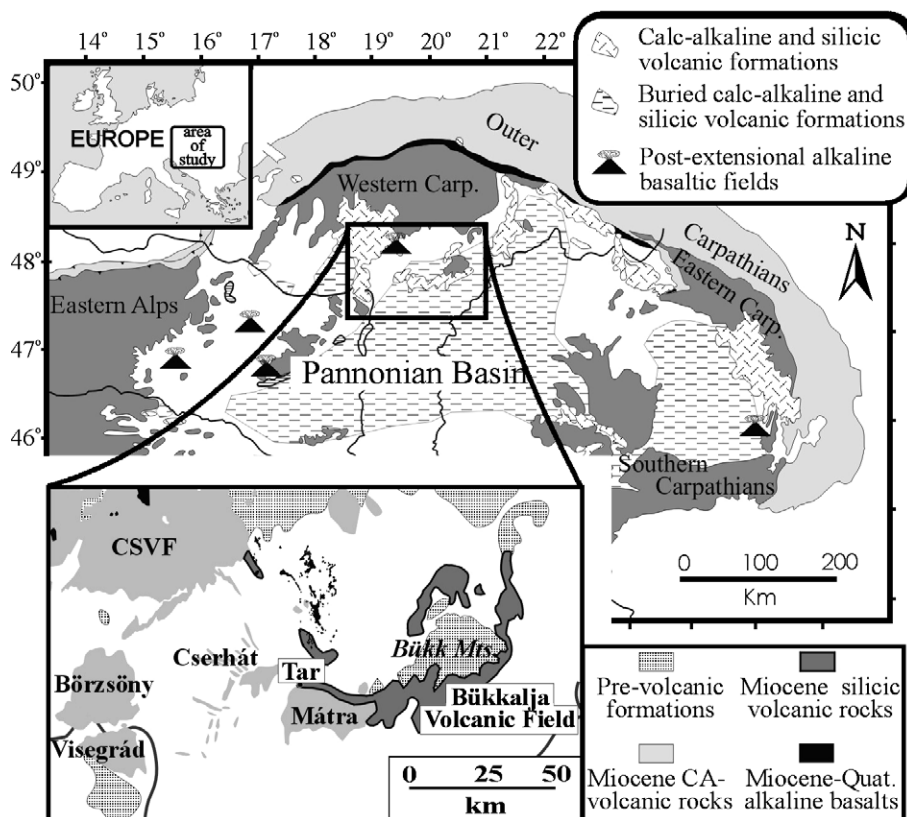 14° 15° 16° 17° 18° 19° 20° 21° 22°
50°
49°
48°
47°
46°
EUROPE
area
of
study
Calc-alkaline and silicic
volcanic formations
Buried calc-alkaline and
silicic volcanic formations
Post-extensional alkaline
basaltic fields
Outer
Carpathians
Western Carp.
Eastern Carp.
N
Eastern Alps
Pannonian Basin
Southern
Carpathians
0 100 200
Km
CSVF
Cserhát
Börzsöny
Visegrád
Tar
Mátra
Bükk Mts.
Bükkalja
Volcanic Field
0 25 50
km
Pre-volcanic
formations
Miocene silicic
volcanic rocks
Miocene CA-
volcanic rocks
Miocene-Quat.
alkaline basalts